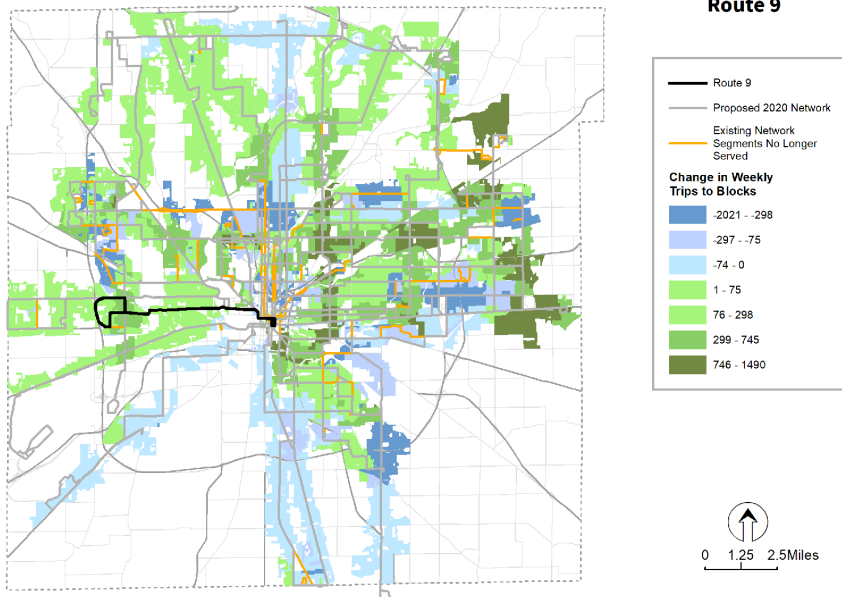 Route 9
Route 9
Proposed 2020 Network
Existing Network
Segments No Longer
Served
Change in Weekly
Trips to Blocks
-2021 - -298
-297 - -75
-74 - 0
1 - 75
76 - 298
299 - 745
746 - 1490
0 1.25 2.5Miles